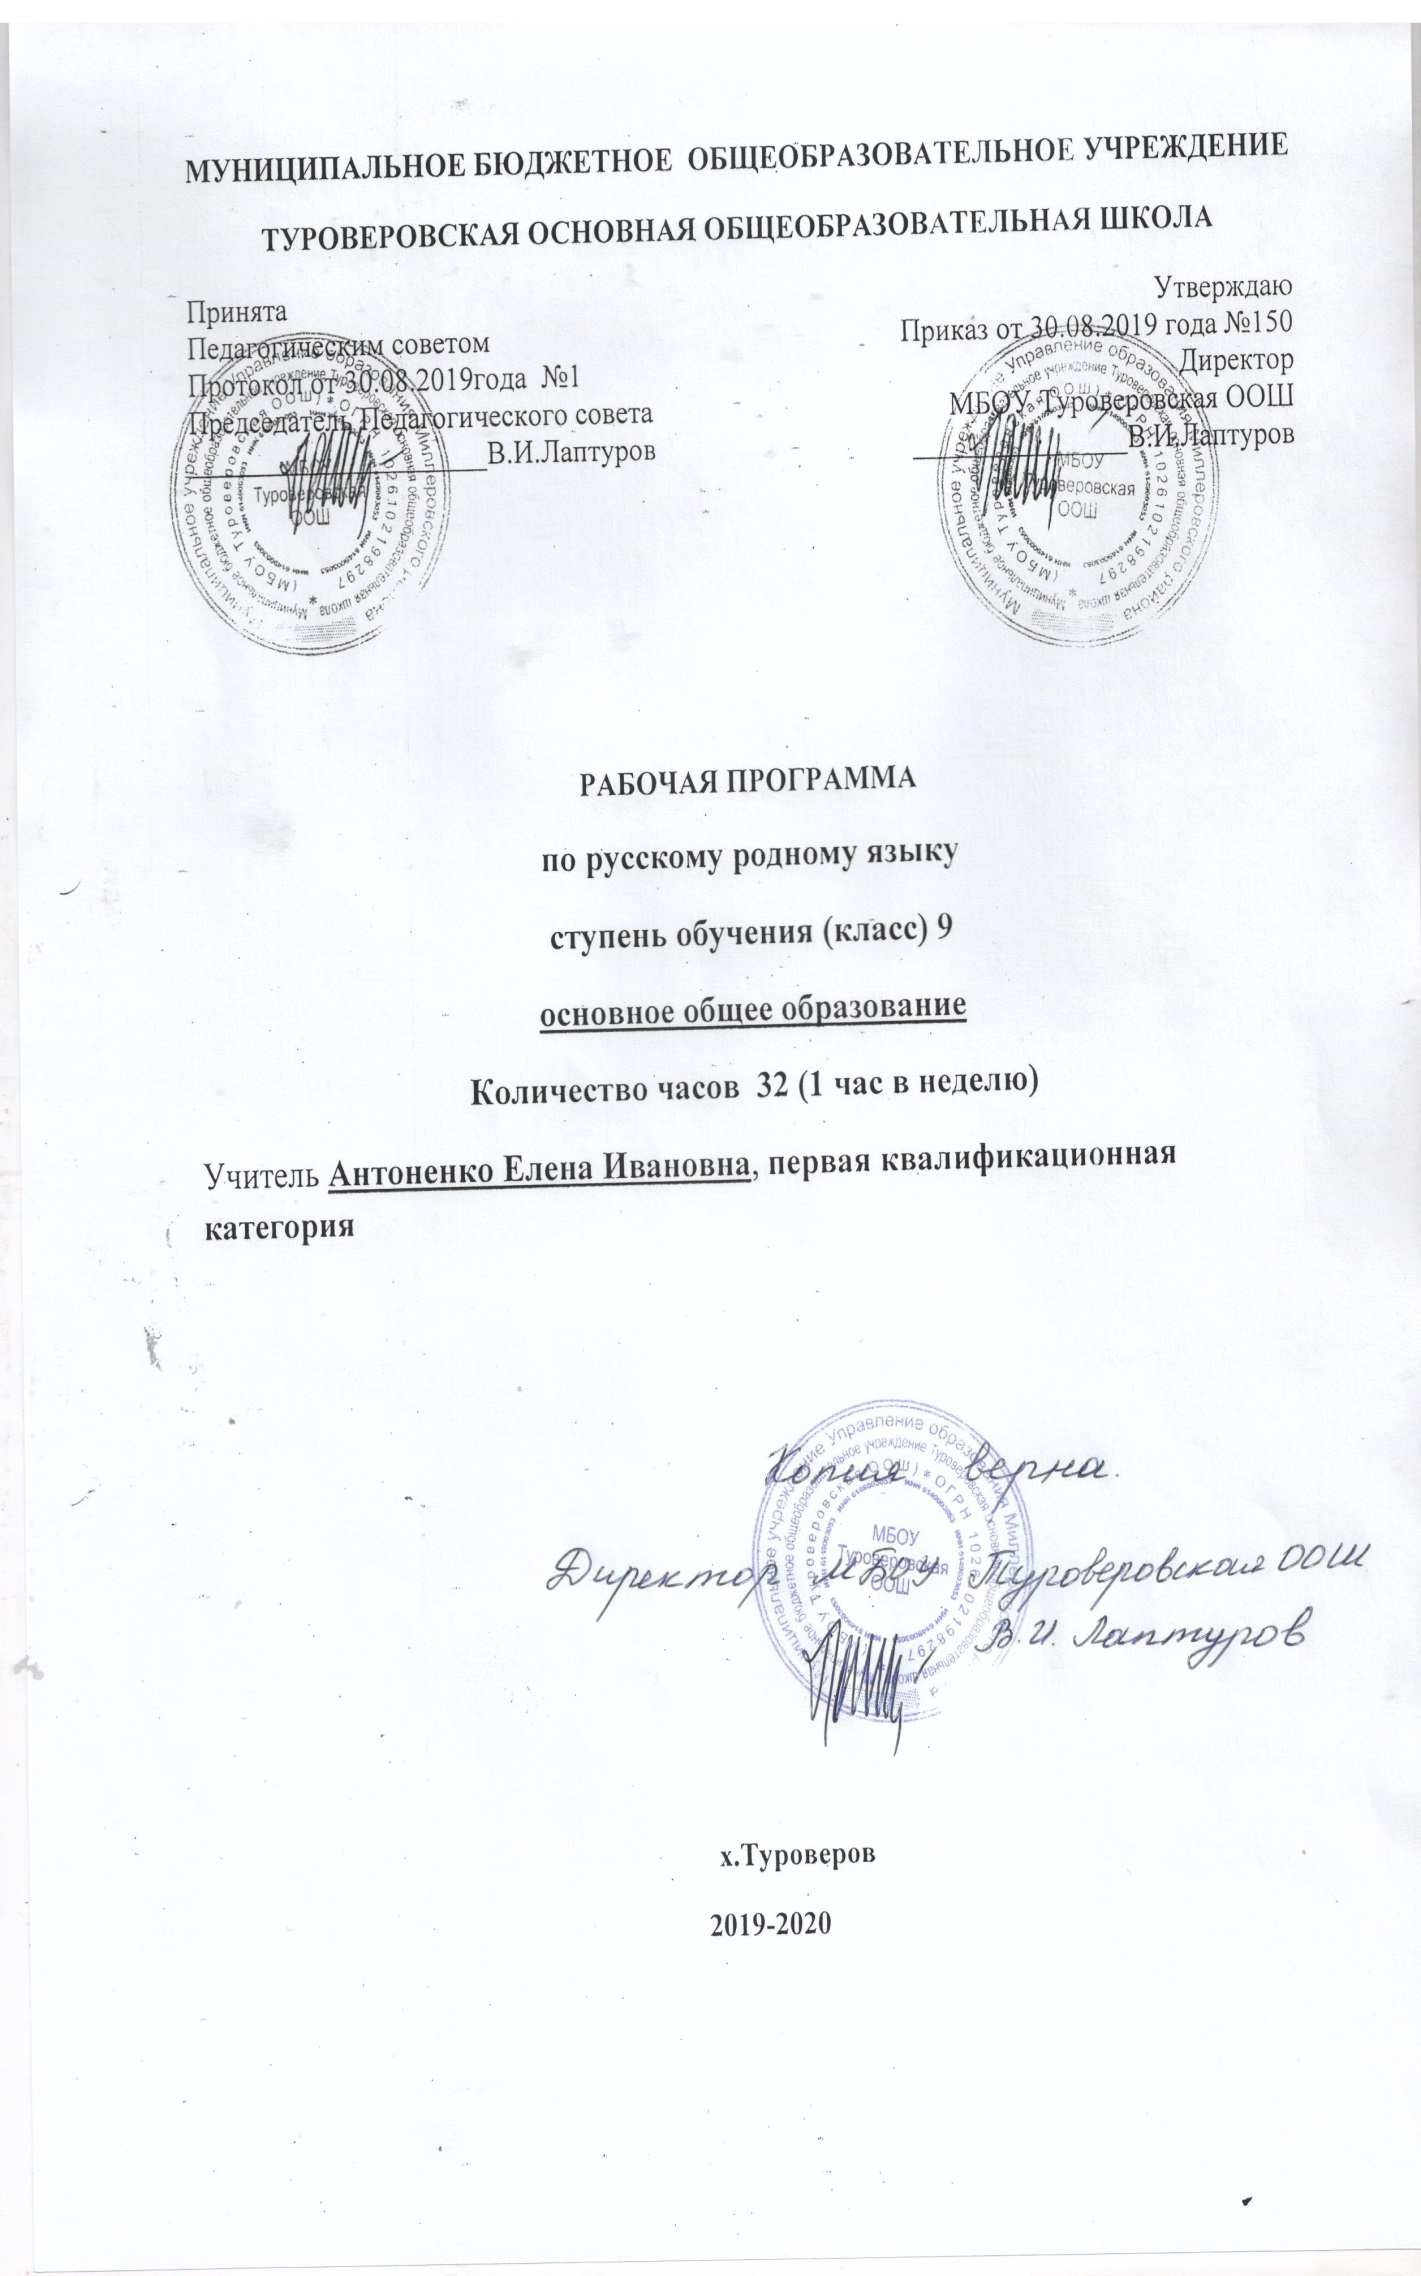 МУНИЦИПАЛЬНОЕ БЮДЖЕТНОЕ ОБЩЕОБРАЗОВАТЕЛЬНОЕ УЧРЕЖДЕНИЕ
ТУРОВЕРОВСКАЯ ОСНОВНАЯ ОБЩЕОБРАЗОВАТЕЛЬНАЯ ШКОЛА
Принята
Педагогическим советом
Протокол от 30.08.2019года №1
Председатель Педагогического совета
____________________В.И.Лаптуров
Утверждаю
Приказ от 30.08.2019 года №150
Директор
МБОУ Туроверовская ООШ
________________В.И.Лаптуров
МБОУ
Туроверовская
ООШ
МБОУ
Туроверовская
ООШ
РАБОЧАЯ ПРОГРАММА
по русскому родному языку
ступень обучения (класс) 9
основное общее образование
Количество часов 32 (1 час в неделю)
Учитель Антоненко Елена Ивановна, первая квалификационная
категория
Копия верна.
МБОУ
Туроверовская
ООШ
Директор МБОУ Туроверовская ООШ
В.И. Лаптуров
х.Туроверов
2019-2020